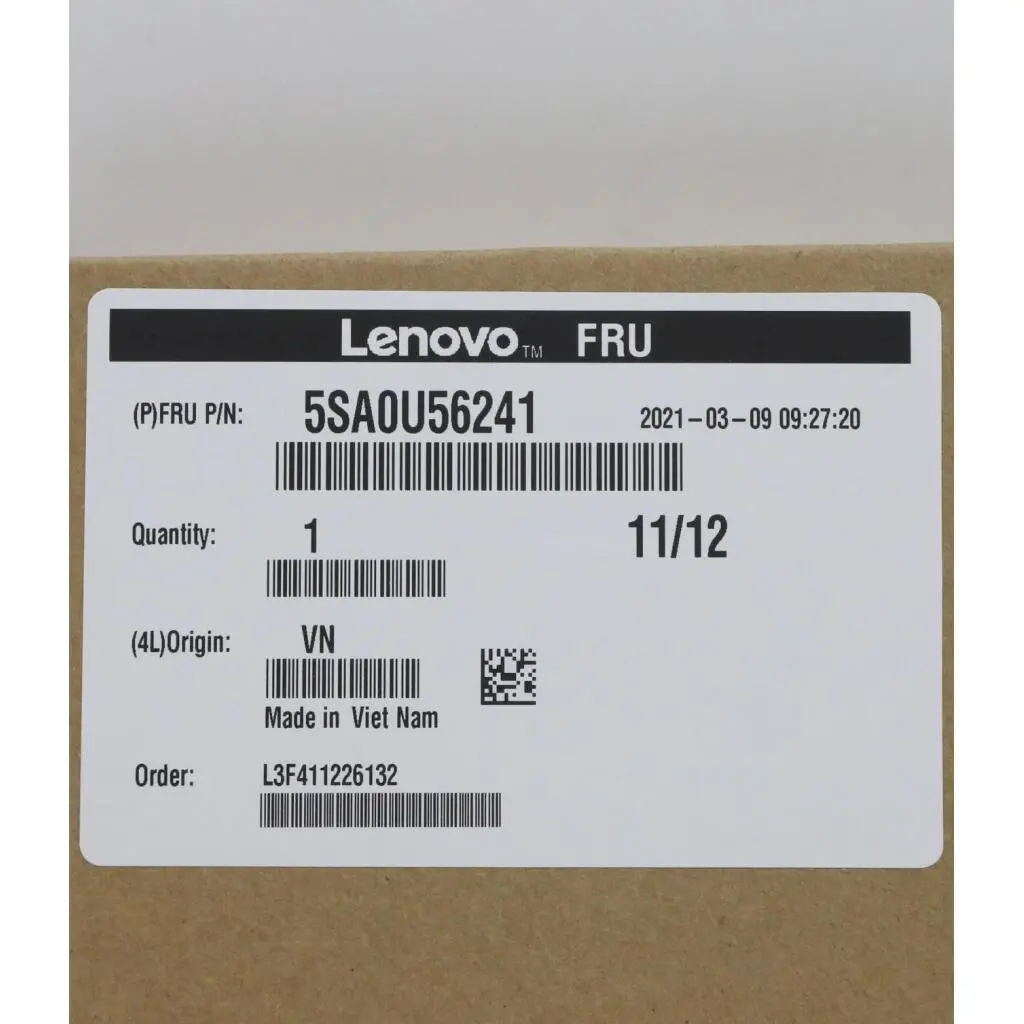 Lenovo™ FRU
(P)FRU P/N: 5SA0U56241 2021-03-09 09:27:20
Quantity: 1 11/12
(4L)Origin: VN
Made in Viet Nam
Order: L3F411226132